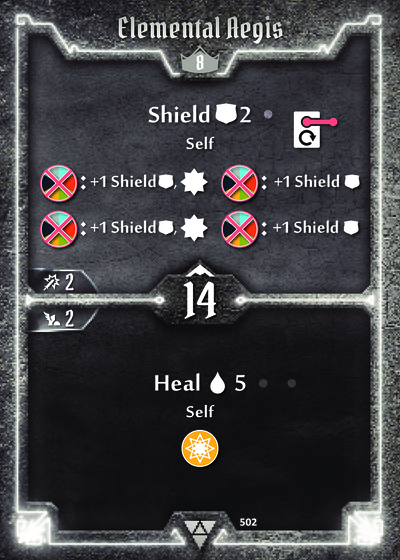 Elemental Aegis
8
Shield 2
Self
: +1 Shield , : +1 Shield
: +1 Shield , : +1 Shield
2
14
2
Heal 5
Self
502